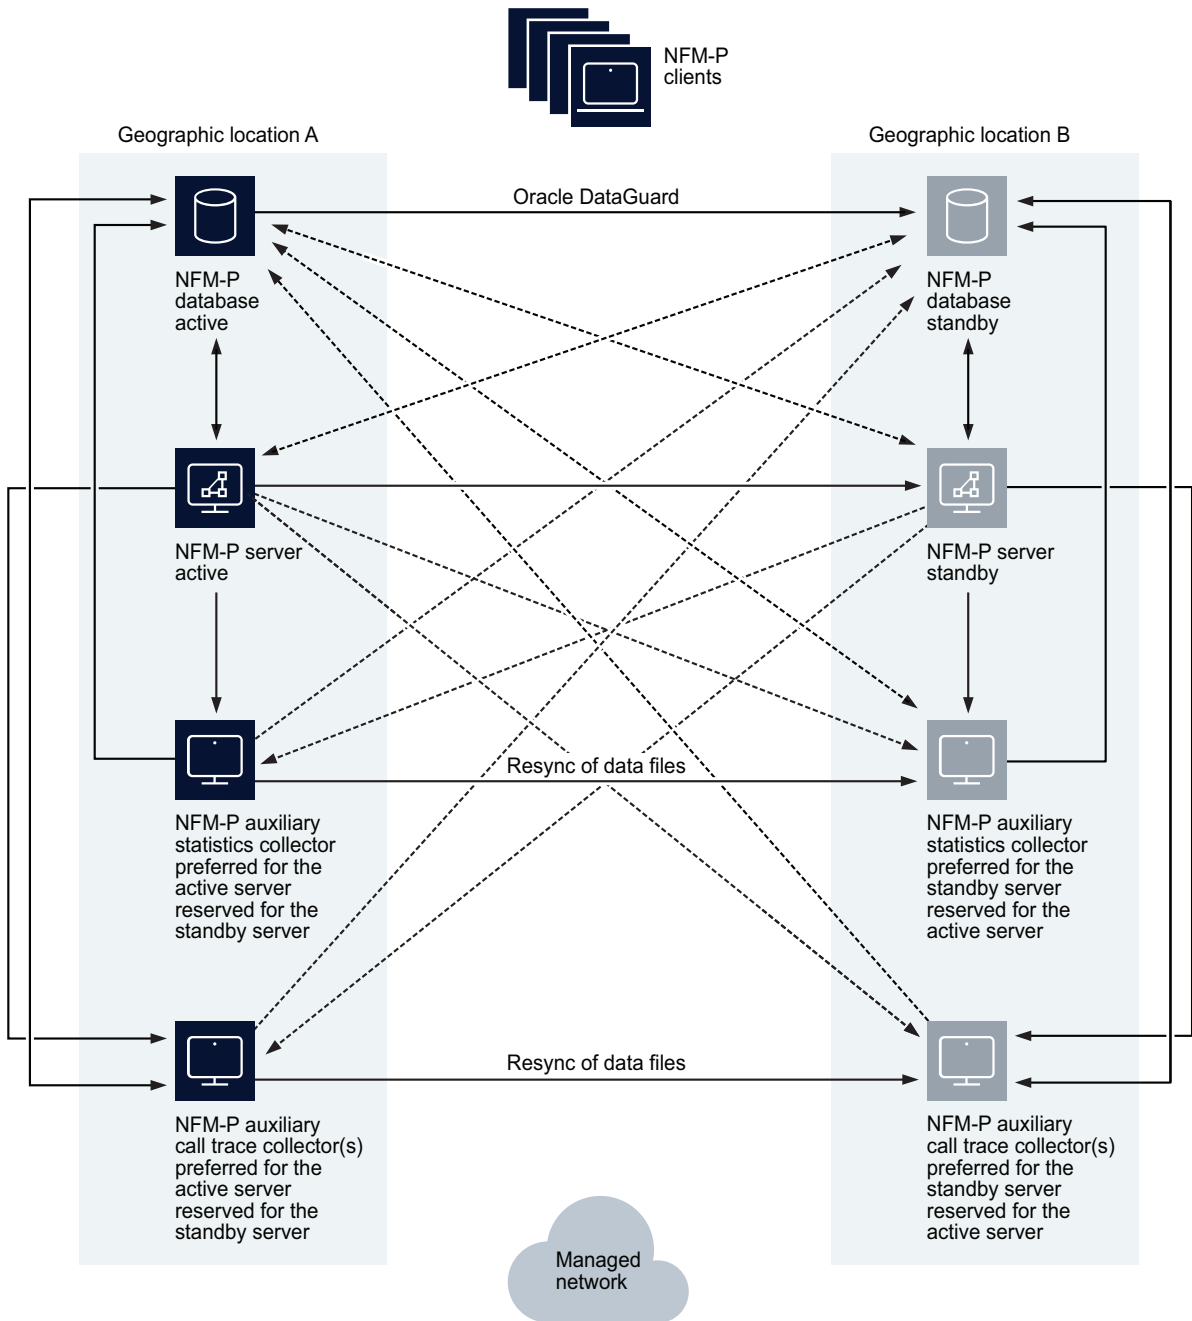 NFM-P
clients
Geographic location A
Geographic location B
Oracle DataGuard
NFM-P
database
active
NFM-P
database
standby
NFM-P server
active
NFM-P server
standby
Resync of data files
NFM-P auxiliary
statistics collector
preferred for the
active server
reserved for the
standby server
NFM-P auxiliary
statistics collector
preferred for the
standby server
reserved for the
active server
Resync of data files
NFM-P auxiliary
call trace collector(s)
preferred for the
active server
reserved for the
standby server
NFM-P auxiliary
call trace collector(s)
preferred for the
standby server
reserved for the
active server
Managed
network